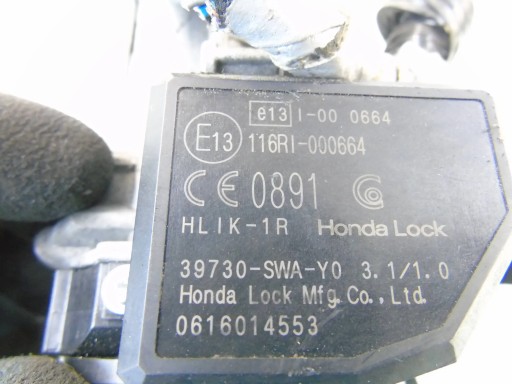 e13 I-00 0664
E13 116RI-000664
CE 0891
HLIK-1R Honda Lock
39730-SWA-Y0 3.1/1.0
Honda Lock Mfg.Co.,Ltd.
0616014553